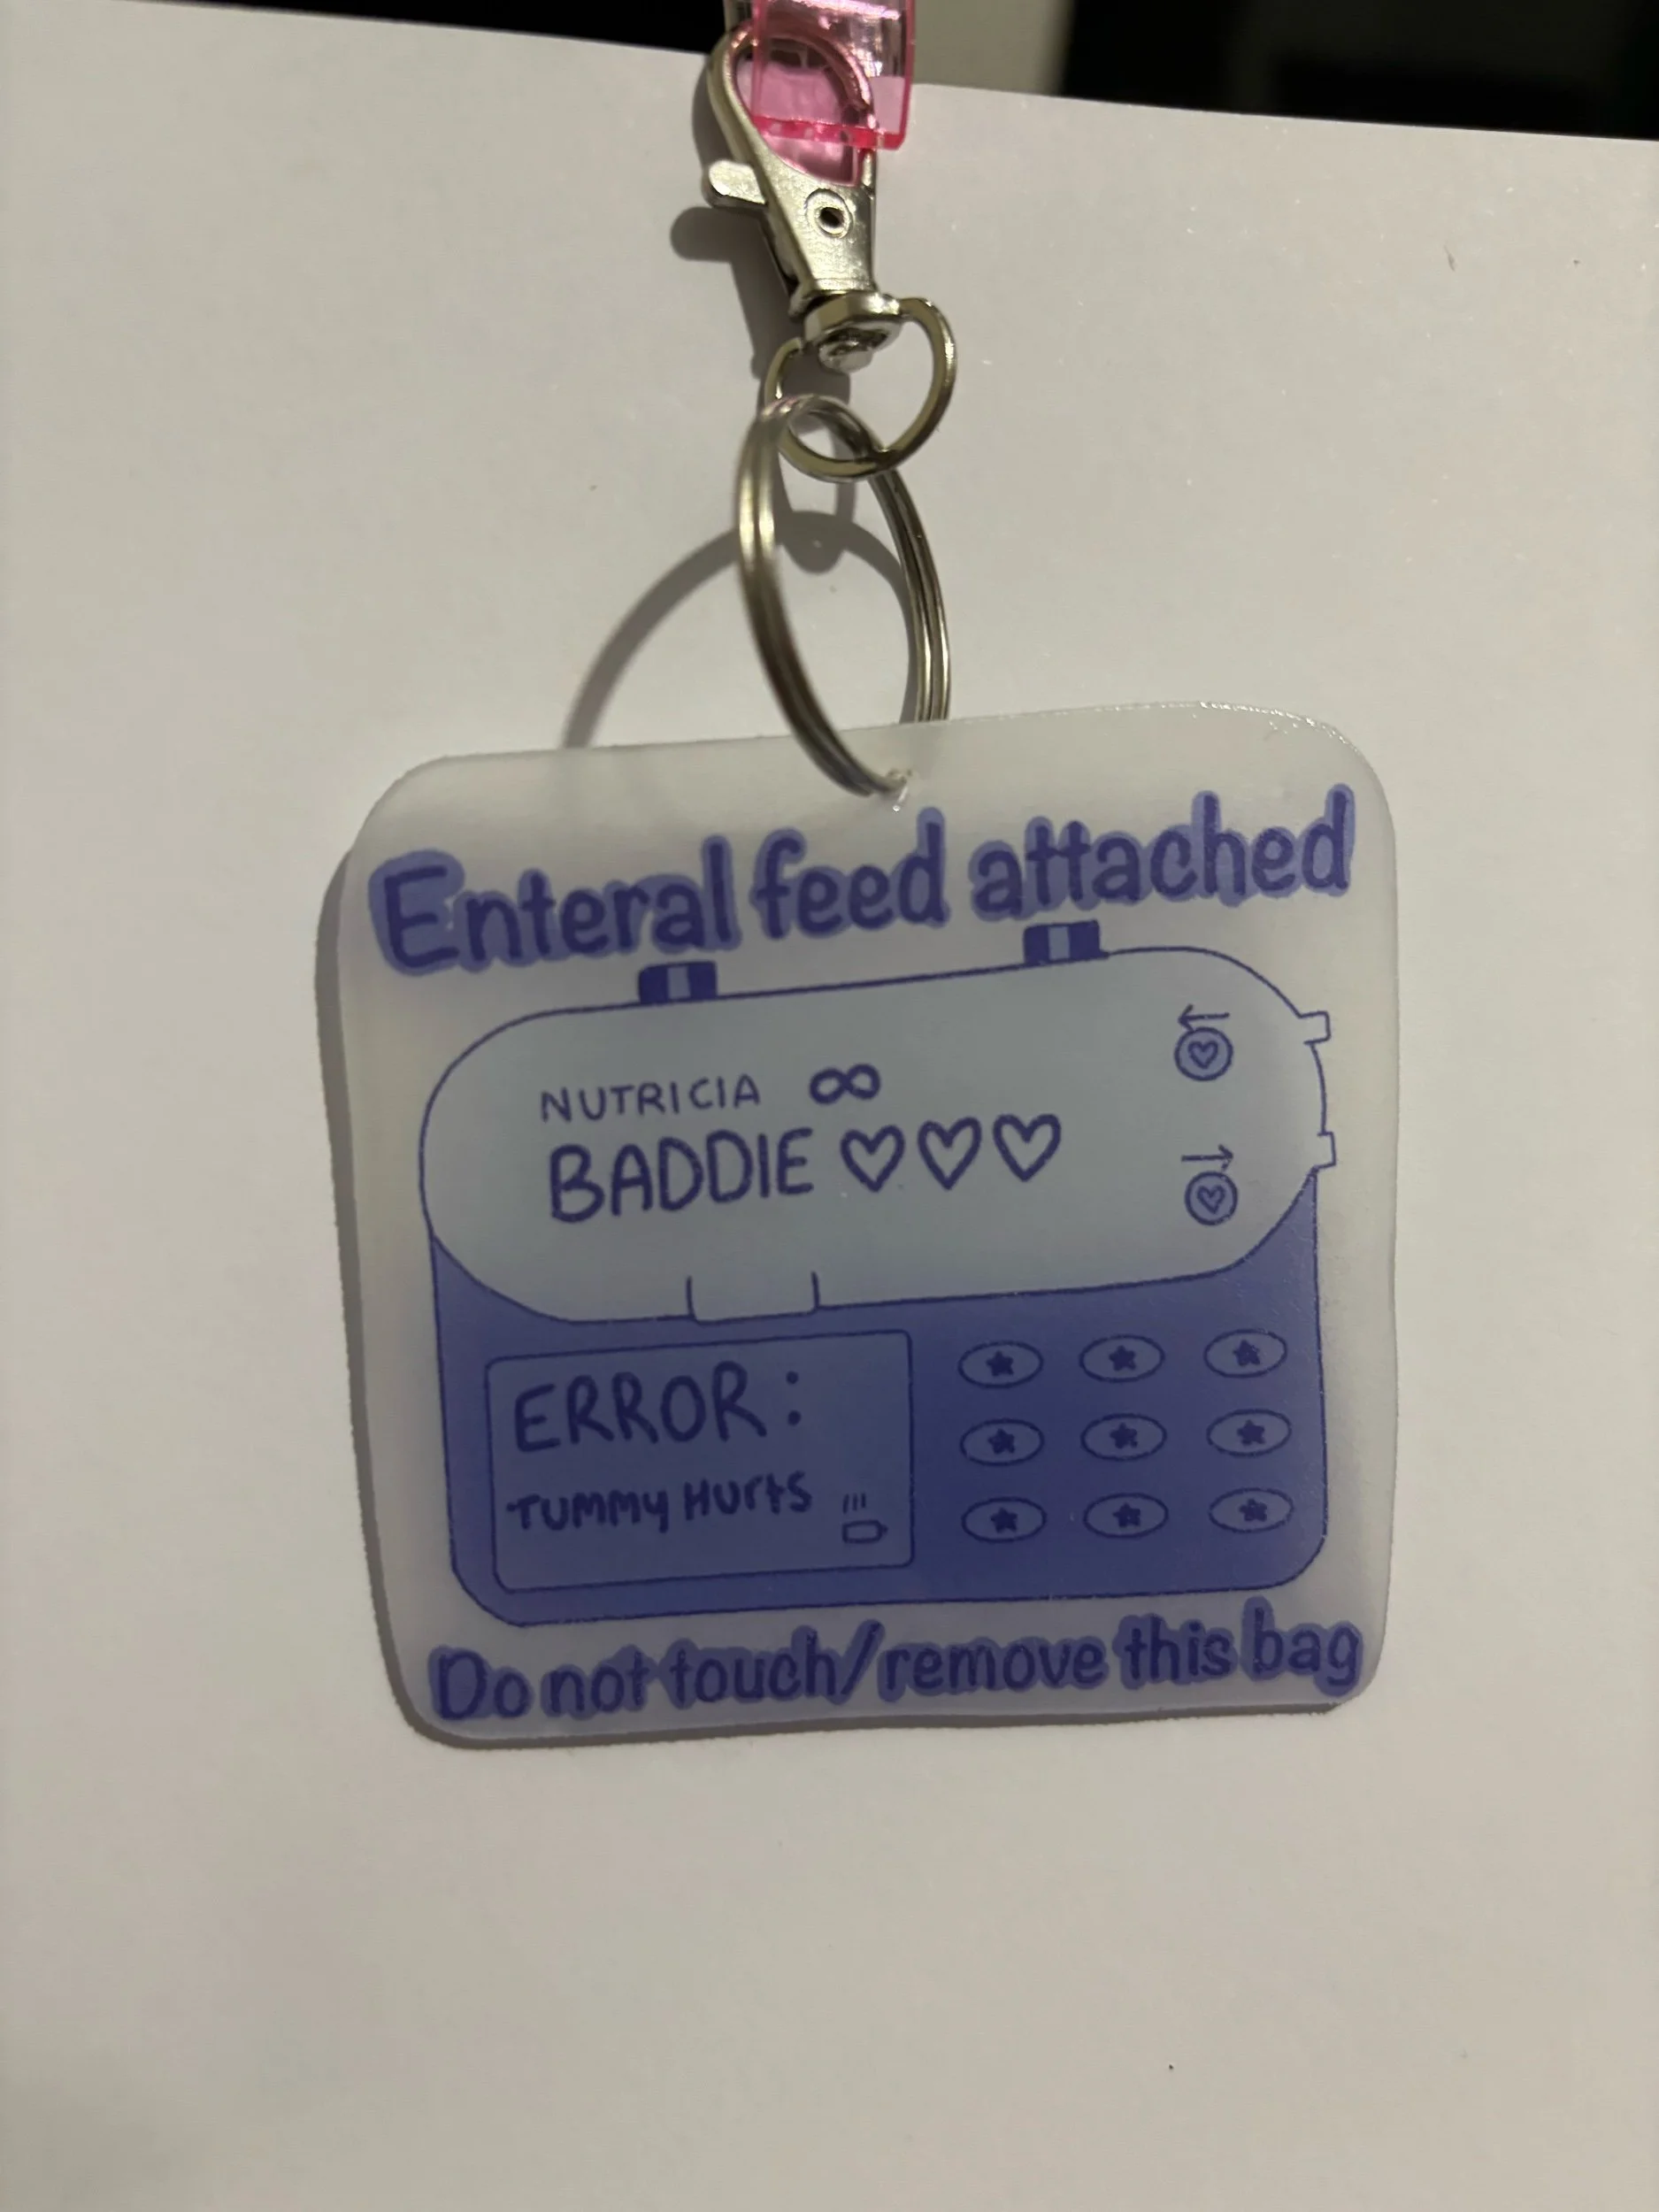 Enteral feed attached
NUTRICIA ∞
BADDIE ♡♡♡
ERROR:
TUMMY HURTS
Do not touch/remove this bag